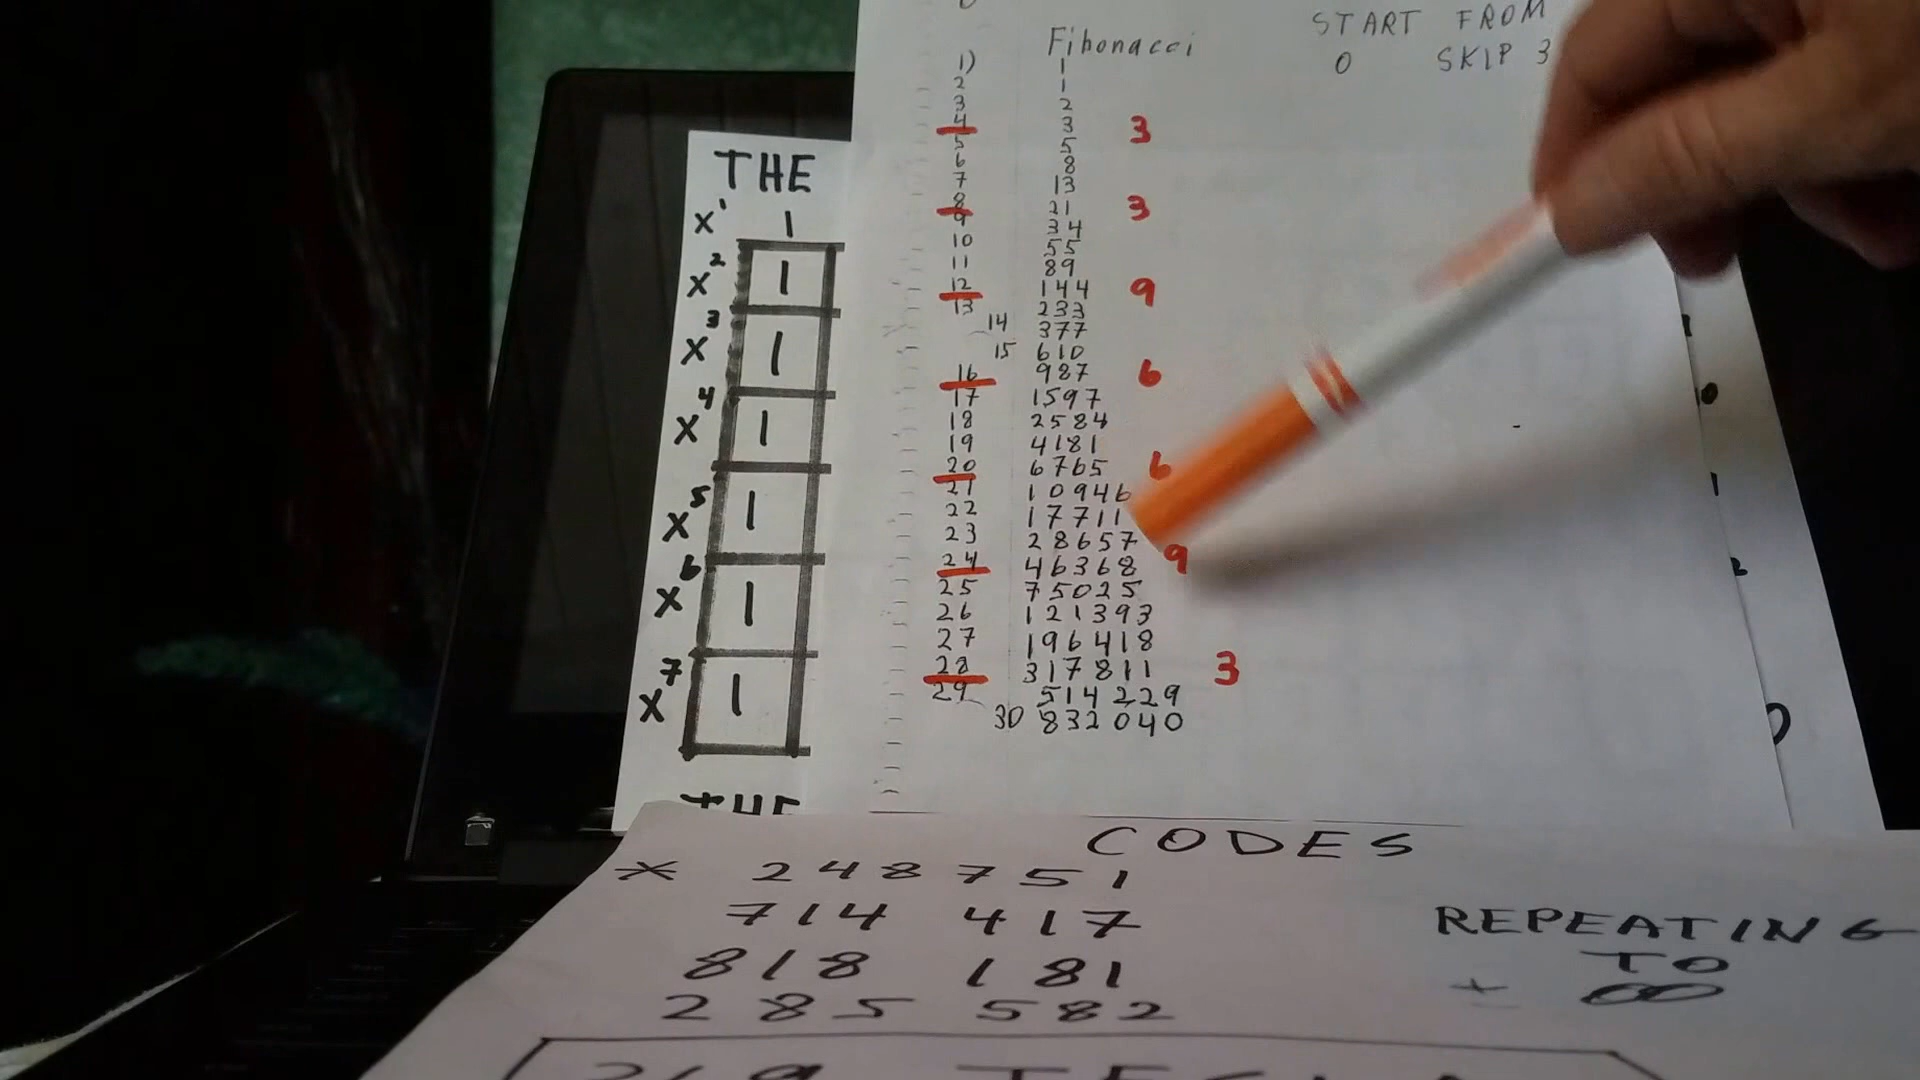 START FROM
0 SKIP 3
Fibonacci
1) 1
2 1
3 2
4 3 3
5 5
6 8
7 13
8 21 3
9 34
10 55
11 89
12 144 9
13 233
14 377
15 610
16 987 6
17 1597
18 2584
19 4181
20 6765 6
21 10946
22 17711
23 28657
24 46368 9
25 75025
26 121393
27 196418
28 317811 3
29 514229
30 832040
THE
X¹ 1
X² 1
X³ 1
X⁴ 1
X⁵ 1
X⁶ 1
X⁷ 1
THE
CODES
* 248751
714 417
818 181
285 582
REPEATING
TO
± ∞